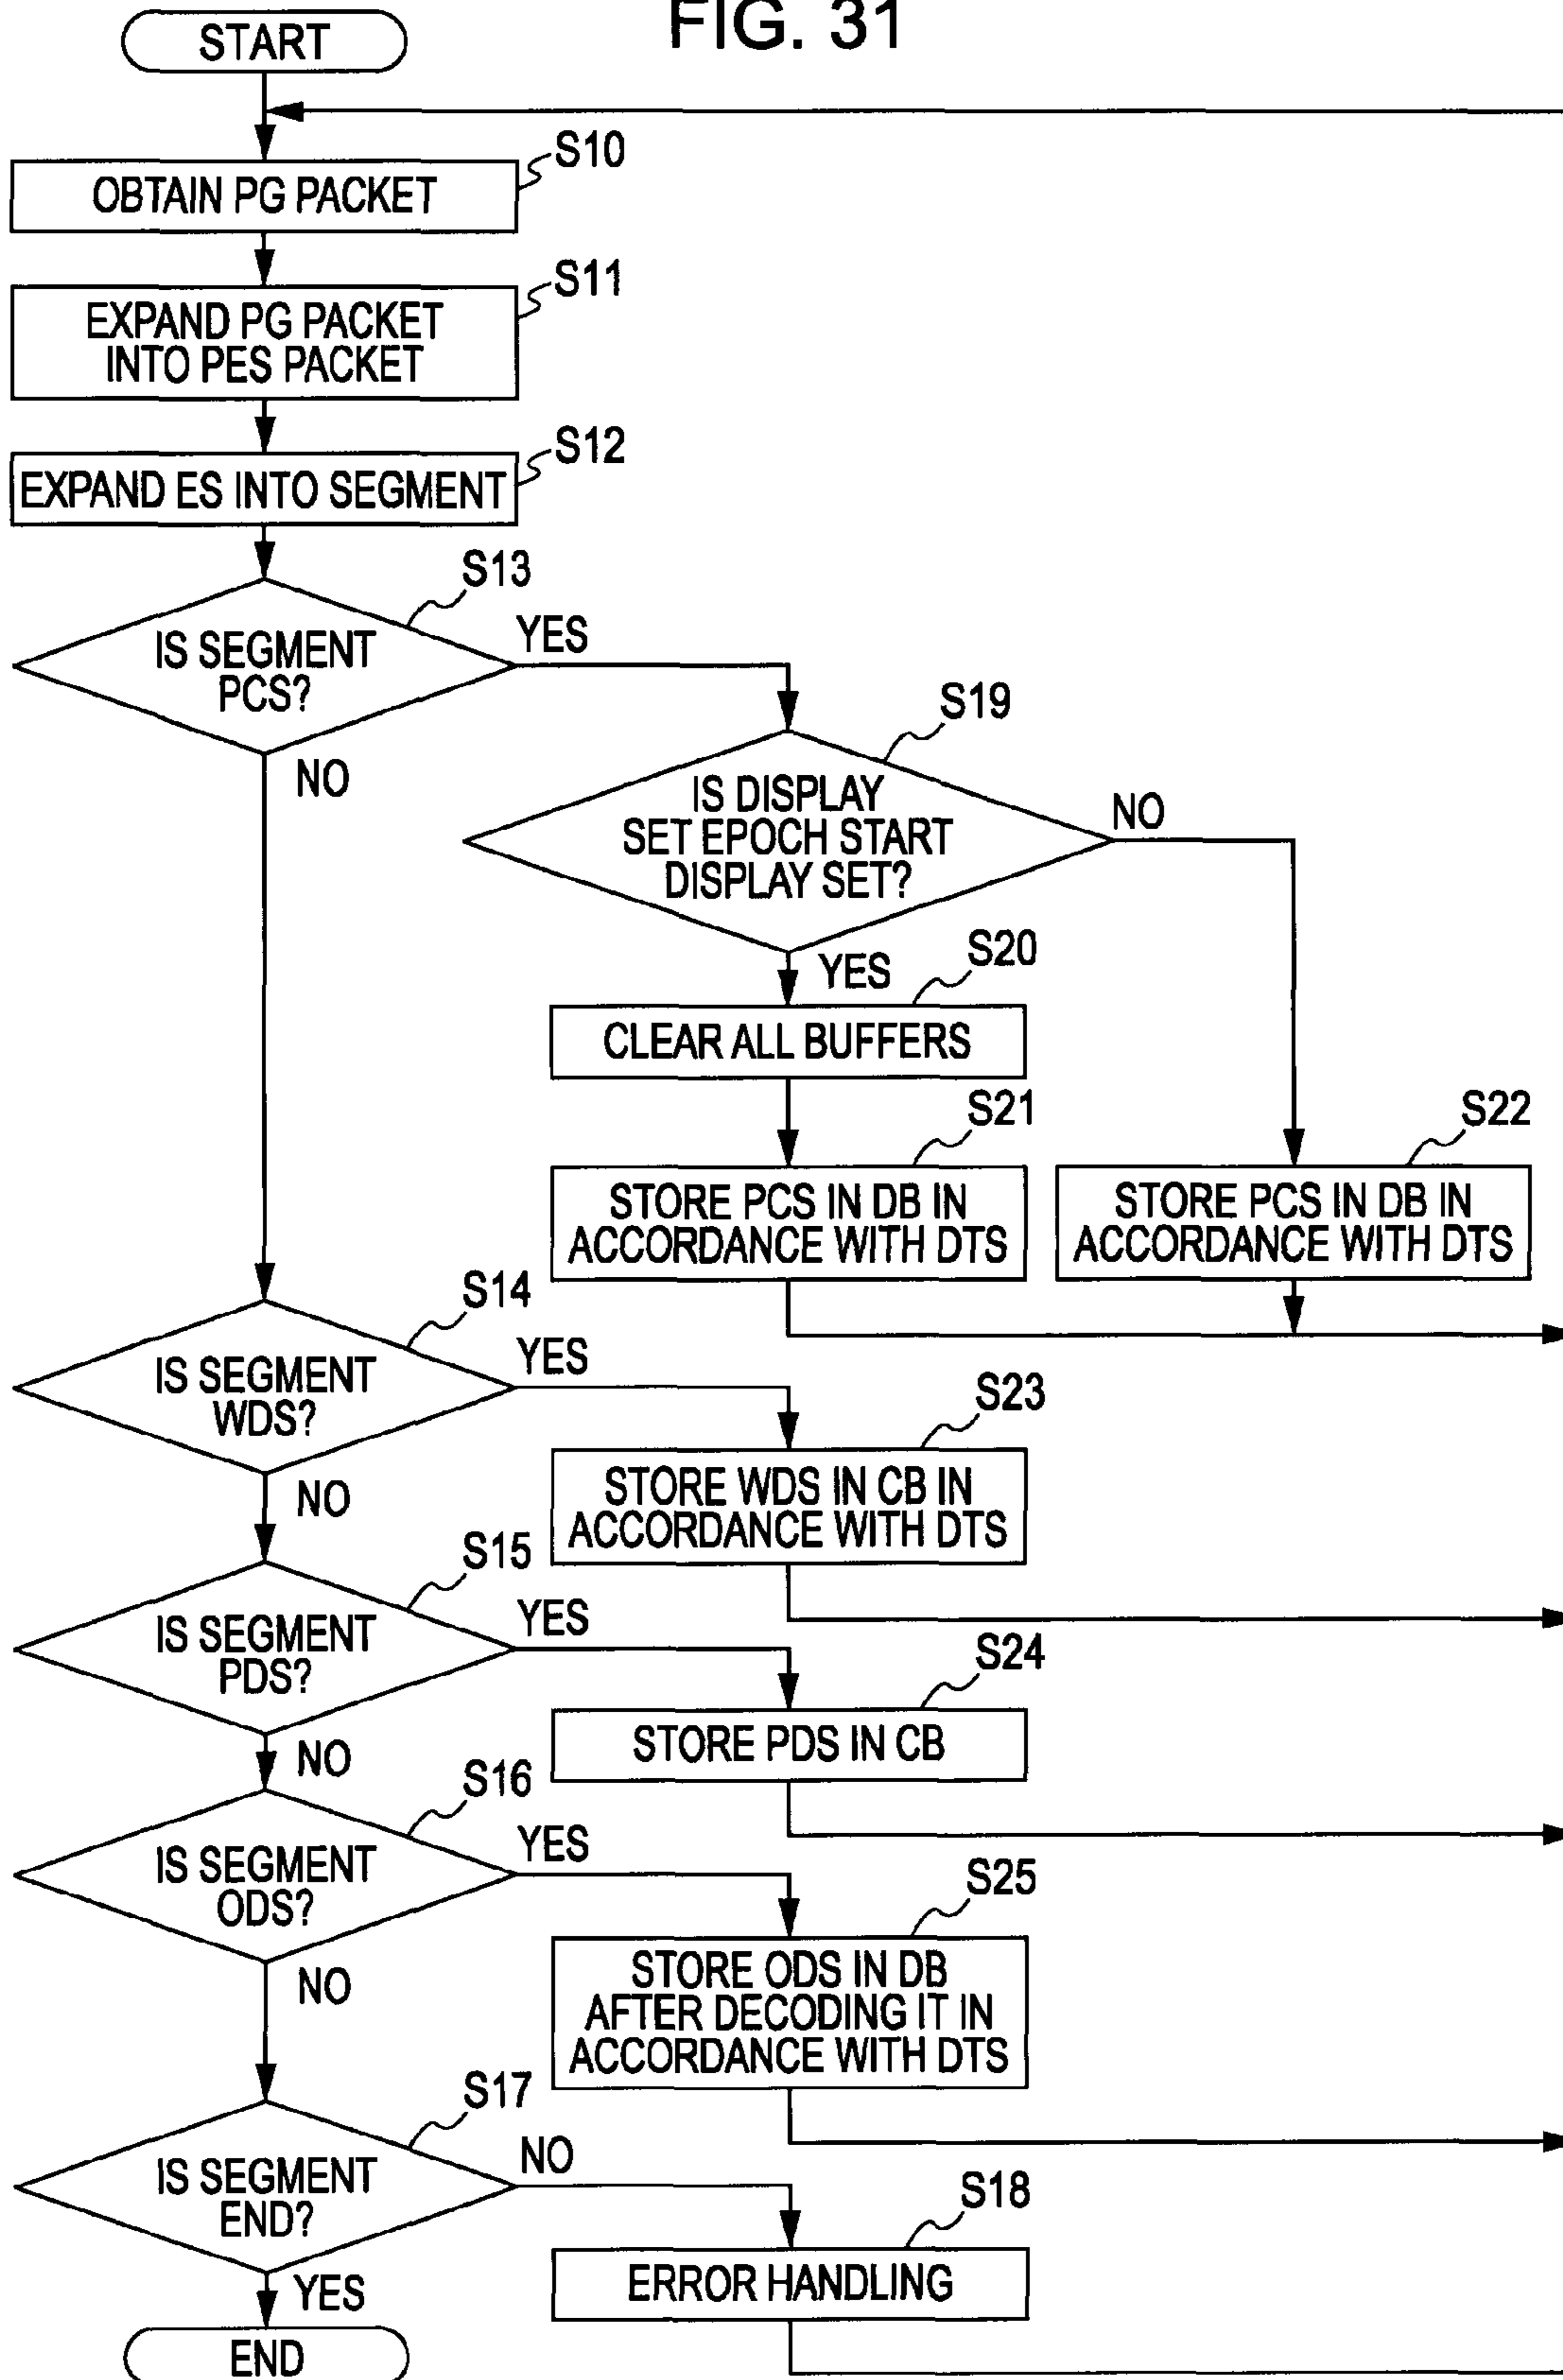 FIG. 31
START
S10
OBTAIN PG PACKET
S11
EXPAND PG PACKET
INTO PES PACKET
S12
EXPAND ES INTO SEGMENT
S13
IS SEGMENT
PCS?
YES
NO
S19
IS DISPLAY
SET EPOCH START
DISPLAY SET?
NO
YES
S20
CLEAR ALL BUFFERS
S21
STORE PCS IN DB IN
ACCORDANCE WITH DTS
S22
STORE PCS IN DB IN
ACCORDANCE WITH DTS
S14
IS SEGMENT
WDS?
YES
NO
S23
STORE WDS IN CB IN
ACCORDANCE WITH DTS
S15
IS SEGMENT
PDS?
YES
NO
S24
STORE PDS IN CB
S16
IS SEGMENT
ODS?
YES
NO
S25
STORE ODS IN DB
AFTER DECODING IT IN
ACCORDANCE WITH DTS
S17
IS SEGMENT
END?
NO
YES
S18
ERROR HANDLING
END